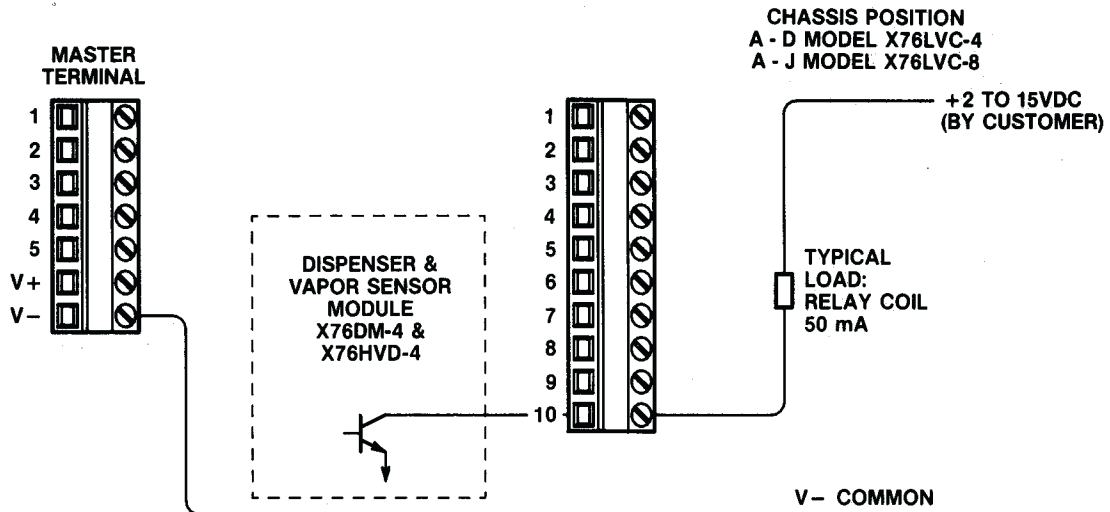 CHASSIS POSITION
A - D MODEL X76LVC-4
A - J MODEL X76LVC-8
MASTER
TERMINAL
+2 TO 15VDC
(BY CUSTOMER)
1
2
3
4
5
V+
V-
1
2
3
4
5
6
7
8
9
10
DISPENSER &
VAPOR SENSOR
MODULE
X76DM-4 &
X76HVD-4
TYPICAL
LOAD:
RELAY COIL
50 mA
V- COMMON